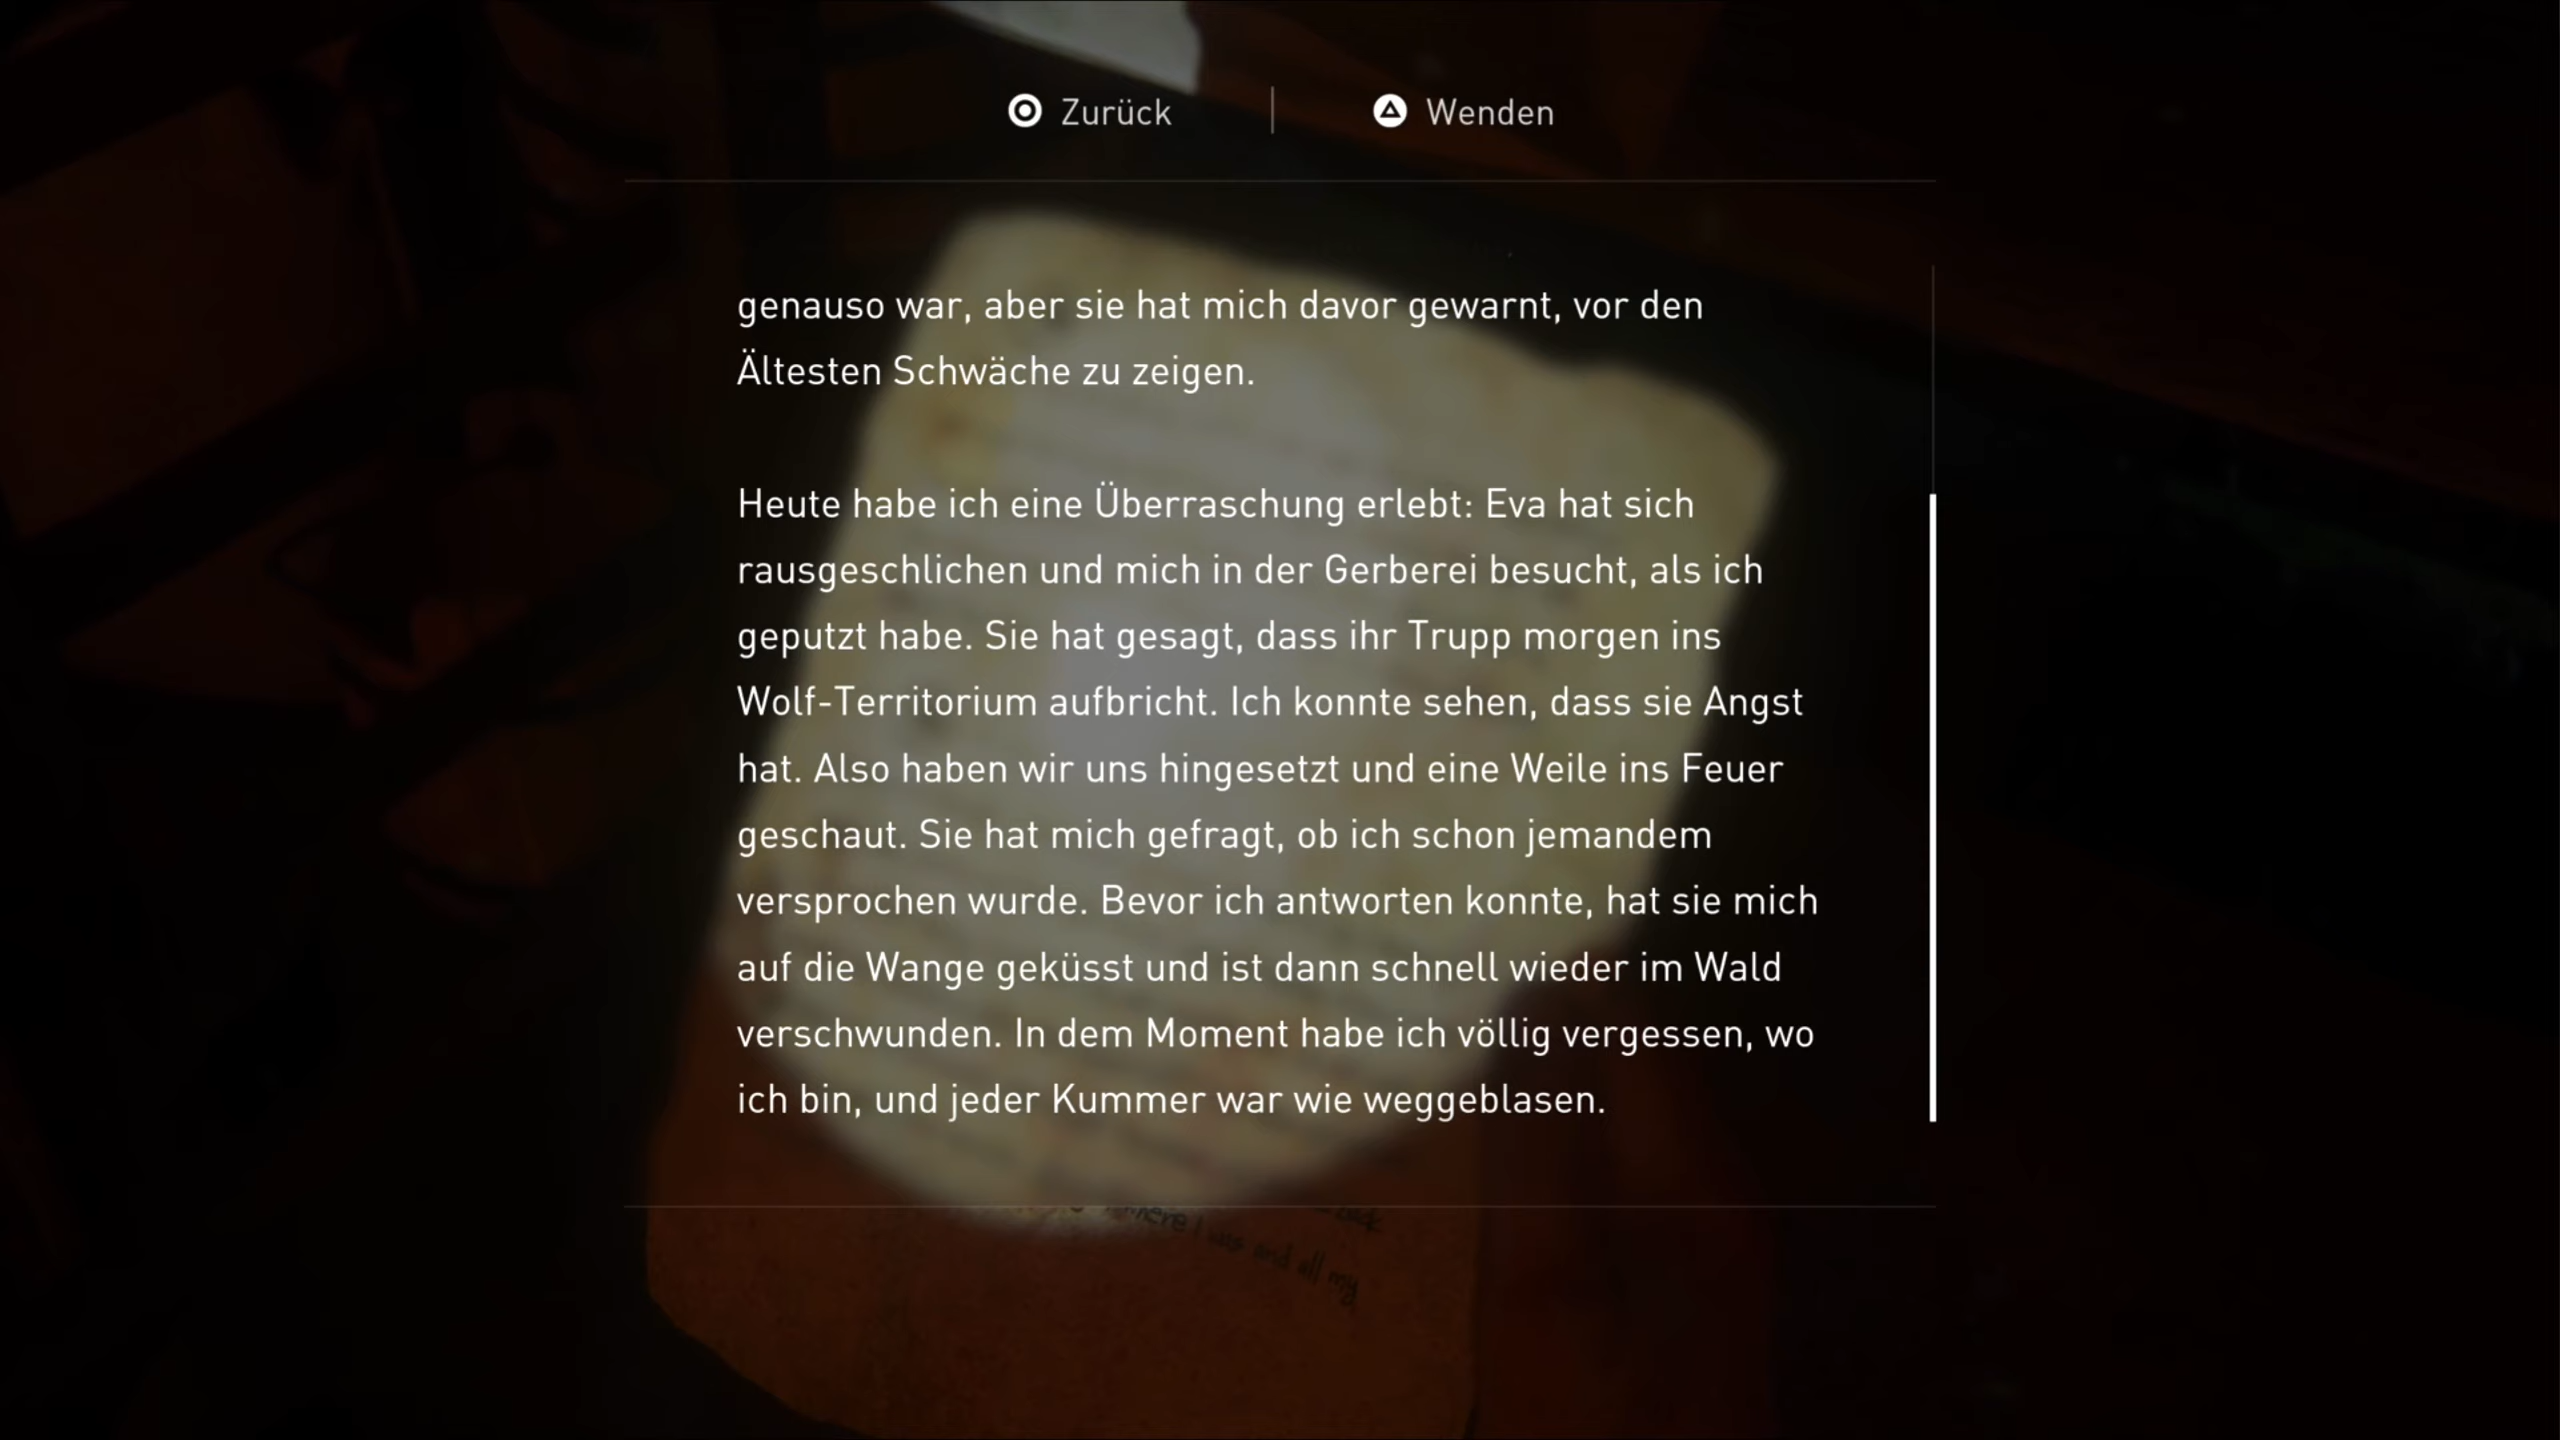 Zurück
Wenden
genauso war, aber sie hat mich davor gewarnt, vor den
Ältesten Schwäche zu zeigen.
Heute habe ich eine Überraschung erlebt: Eva hat sich
rausgeschlichen und mich in der Gerberei besucht, als ich
geputzt habe. Sie hat gesagt, dass ihr Trupp morgen ins
Wolf-Territorium aufbricht. Ich konnte sehen, dass sie Angst
hat. Also haben wir uns hingesetzt und eine Weile ins Feuer
geschaut. Sie hat mich gefragt, ob ich schon jemandem
versprochen wurde. Bevor ich antworten konnte, hat sie mich
auf die Wange geküsst und ist dann schnell wieder im Wald
verschwunden. In dem Moment habe ich völlig vergessen, wo
ich bin, und jeder Kummer war wie weggeblasen.
where I was and all my